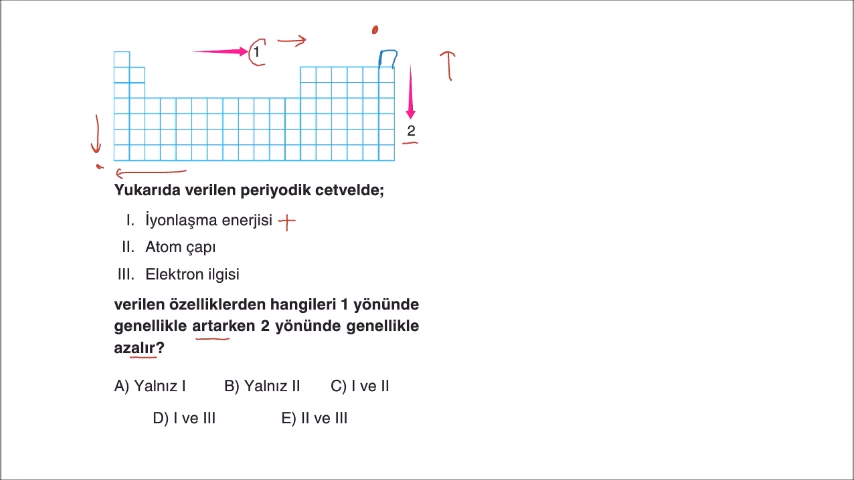 1
2
Yukarıda verilen periyodik cetvelde;
I. İyonlaşma enerjisi +
II. Atom çapı
III. Elektron ilgisi
verilen özelliklerden hangileri 1 yönünde
genellikle artarken 2 yönünde genellikle
azalır?
A) Yalnız I B) Yalnız II C) I ve II
D) I ve III E) II ve III